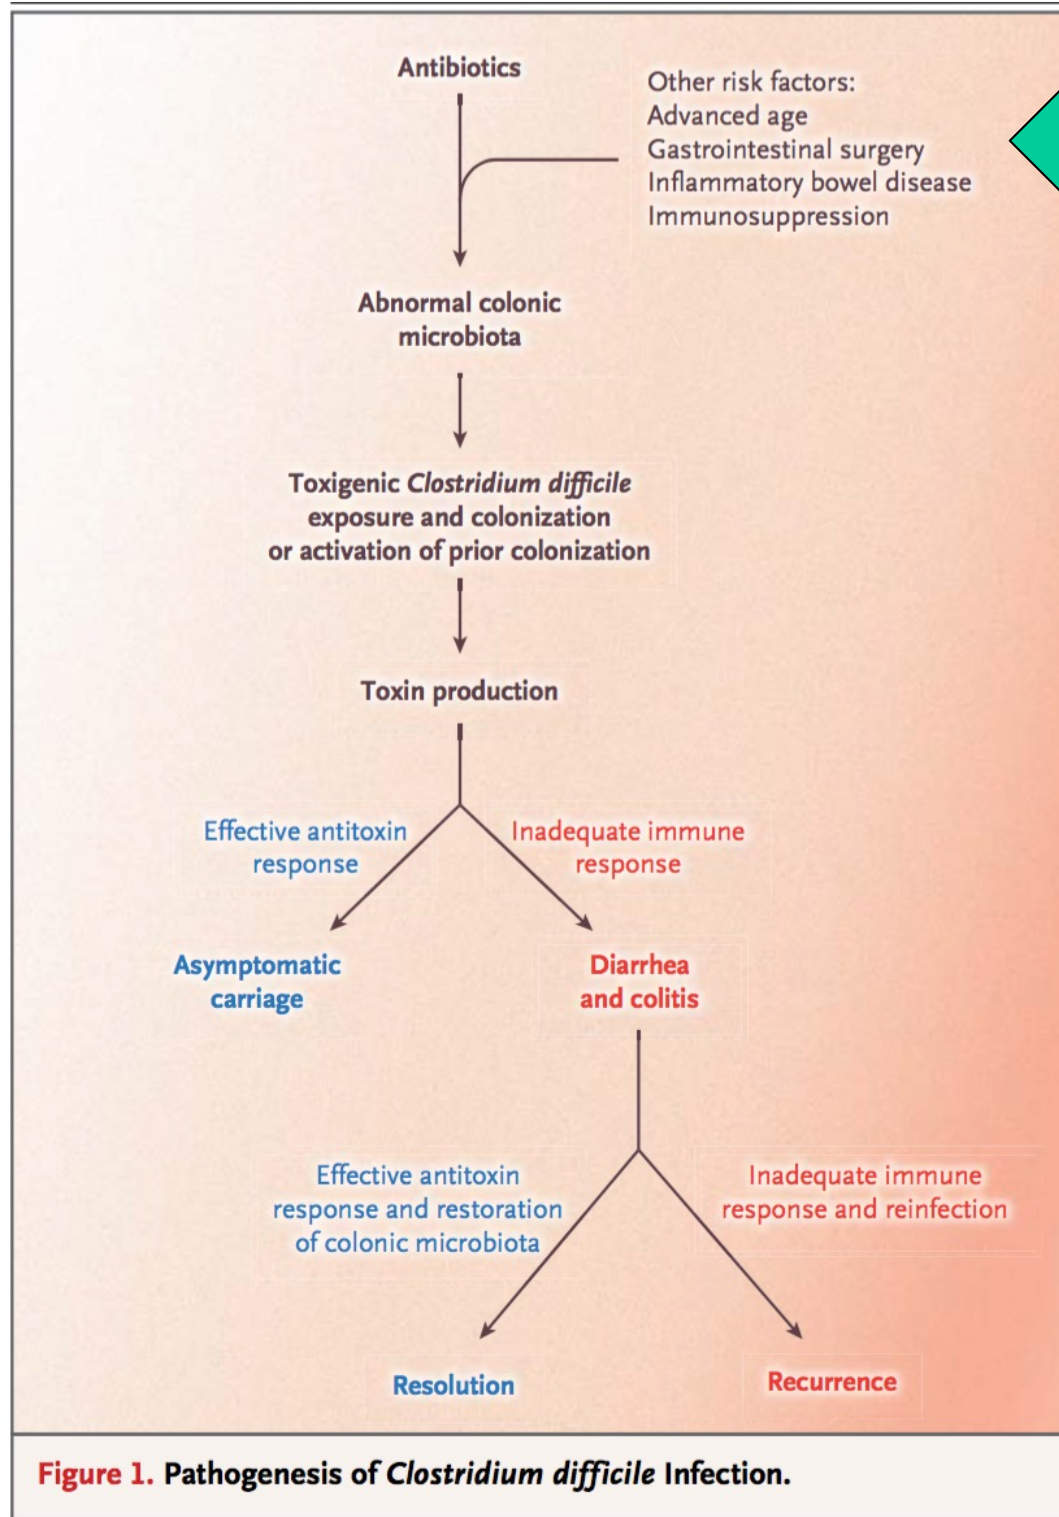 Antibiotics
Other risk factors:
Advanced age
Gastrointestinal surgery
Inflammatory bowel disease
Immunosuppression
Abnormal colonic
microbiota
Toxigenic Clostridium difficile
exposure and colonization
or activation of prior colonization
Toxin production
Effective antitoxin
response
Inadequate immune
response
Asymptomatic
carriage
Diarrhea
and colitis
Effective antitoxin
response and restoration
of colonic microbiota
Inadequate immune
response and reinfection
Resolution
Recurrence
Figure 1. Pathogenesis of Clostridium difficile Infection.